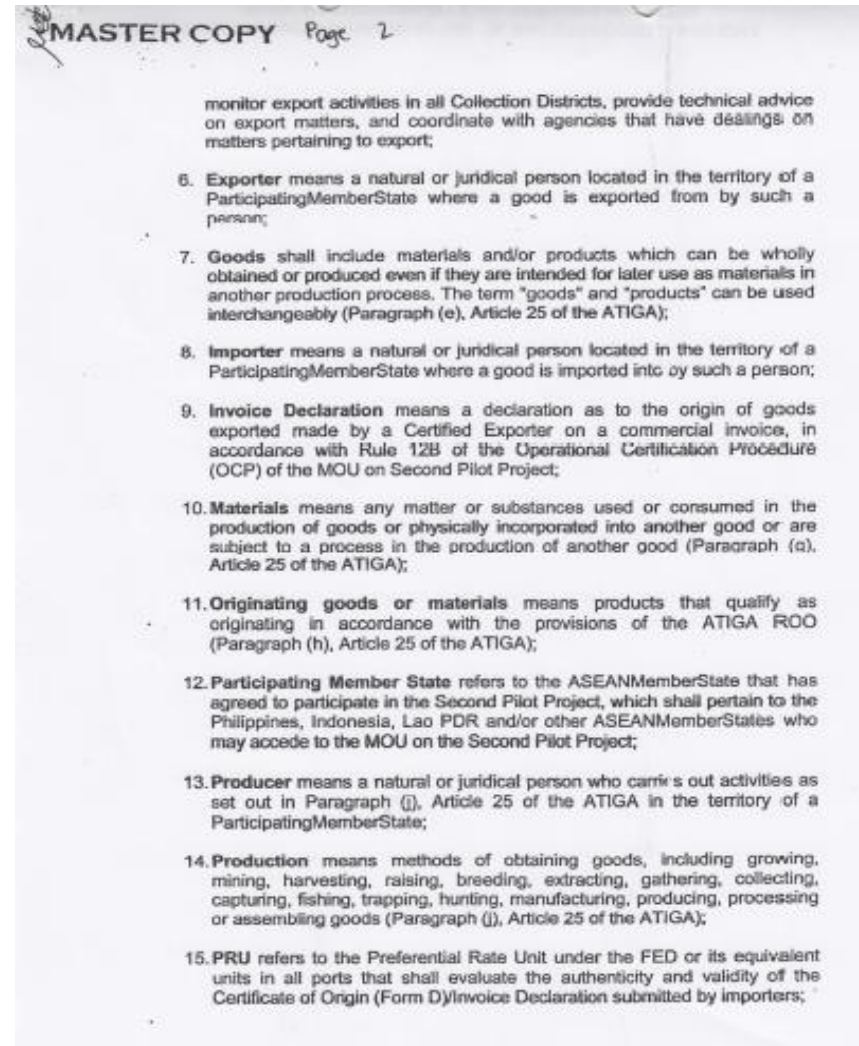 MASTER COPY Page 2
monitor export activities in all Collection Districts, provide technical advice
on export matters, and coordinate with agencies that have dealings on
matters pertaining to export;
6. Exporter means a natural or juridical person located in the territory of a
ParticipatingMemberState where a good is exported from by such a
person;
7. Goods shall include materials and/or products which can be wholly
obtained or produced even if they are intended for later use as materials in
another production process. The term "goods" and "products" can be used
interchangeably (Paragraph (e), Article 25 of the ATIGA);
8. Importer means a natural or juridical person located in the territory of a
ParticipatingMemberState where a good is imported into by such a person;
9. Invoice Declaration means a declaration as to the origin of goods
exported made by a Certified Exporter on a commercial invoice, in
accordance with Rule 12B of the Operational Certification Procedure
(OCP) of the MOU on Second Pilot Project;
10. Materials means any matter or substances used or consumed in the
production of goods or physically incorporated into another good or are
subject to a process in the production of another good (Paragraph (g),
Article 25 of the ATIGA);
11. Originating goods or materials means products that qualify as
originating in accordance with the provisions of the ATIGA ROO
(Paragraph (h), Article 25 of the ATIGA);
12. Participating Member State refers to the ASEANMemberState that has
agreed to participate in the Second Pilot Project, which shall pertain to the
Philippines, Indonesia, Lao PDR and/or other ASEANMemberStates who
may accede to the MOU on the Second Pilot Project;
13. Producer means a natural or juridical person who carries out activities as
set out in Paragraph (j), Article 25 of the ATIGA in the territory of a
ParticipatingMemberState;
14. Production means methods of obtaining goods, including growing,
mining, harvesting, raising, breeding, extracting, gathering, collecting,
capturing, fishing, trapping, hunting, manufacturing, producing, processing
or assembling goods (Paragraph (j), Article 25 of the ATIGA);
15. PRU refers to the Preferential Rate Unit under the FED or its equivalent
units in all ports that shall evaluate the authenticity and validity of the
Certificate of Origin (Form D)/Invoice Declaration submitted by importers;